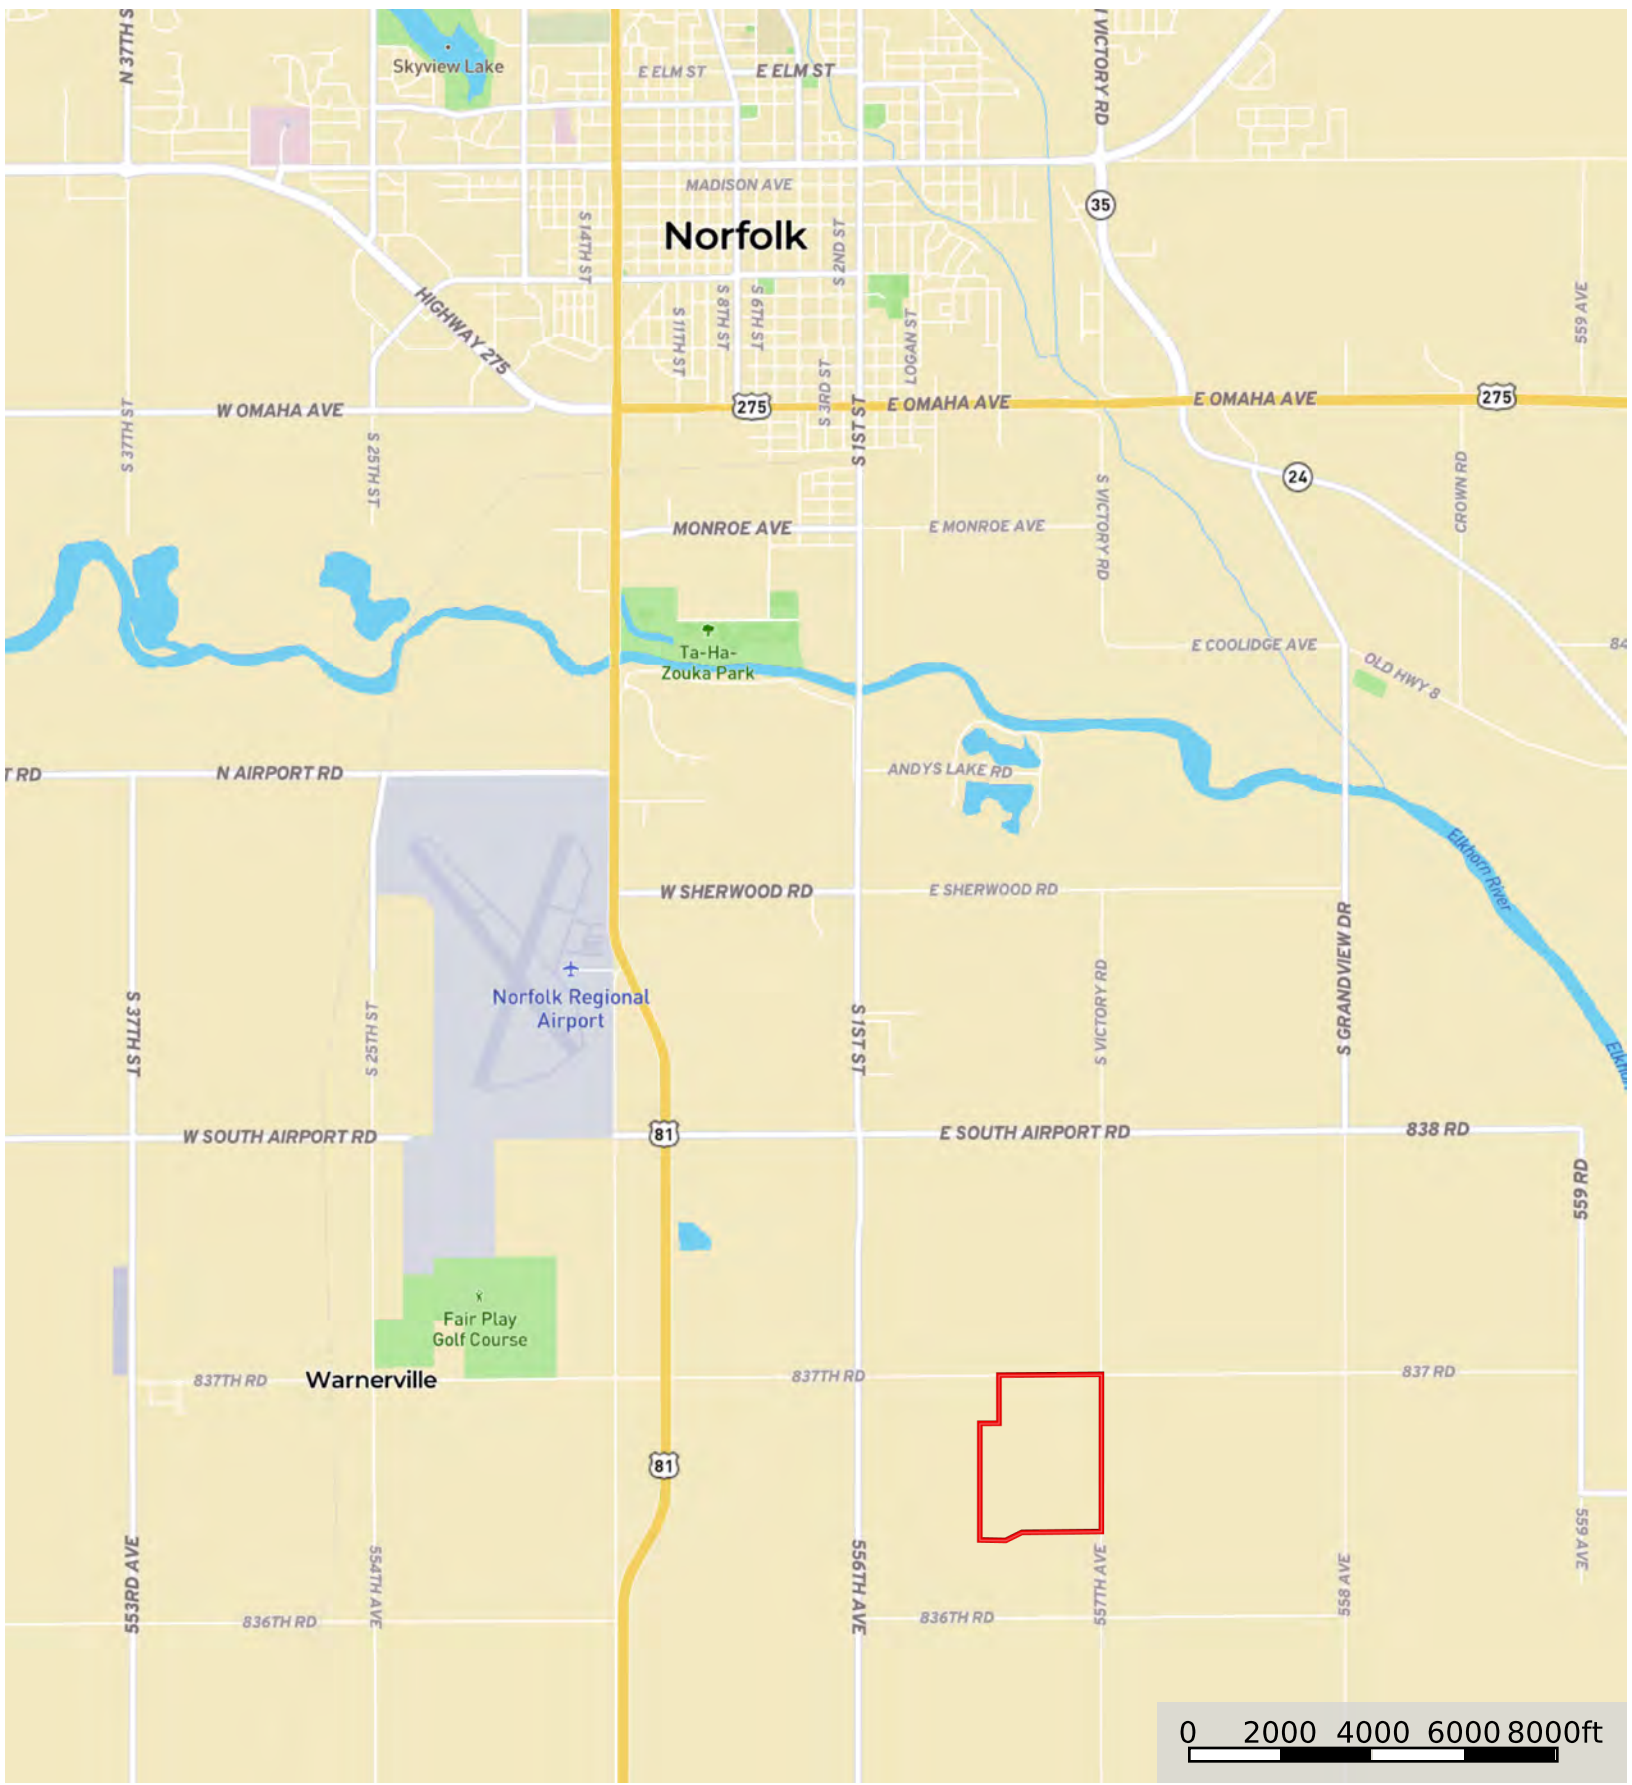 N 37TH S
Skyview Lake
E ELM ST
E ELM ST
VICTORY RD
MADISON AVE
35
Norfolk
S 14TH ST
S 2ND ST
HIGHWAY 275
S 11TH ST
S 8TH ST
S 6TH ST
LOGAN ST
559 AVE
S 37TH ST
W OMAHA AVE
275
S 3RD ST
S 1ST ST
E OMAHA AVE
E OMAHA AVE
275
S 25TH ST
24
S VICTORY RD
CROWN RD
MONROE AVE
E MONROE AVE
Ta-Ha-
Zouka Park
E COOLIDGE AVE
84
OLD HWY 8
T RD
N AIRPORT RD
ANDYS LAKE RD
Elkhorn River
W SHERWOOD RD
E SHERWOOD RD
S GRANDVIEW DR
Norfolk Regional
Airport
S 37TH ST
S 25TH ST
S 1ST ST
S VICTORY RD
Elkho
W SOUTH AIRPORT RD
81
E SOUTH AIRPORT RD
838 RD
559 RD
Fair Play
Golf Course
837TH RD
Warnerville
837TH RD
837 RD
81
553RD AVE
554TH AVE
556TH AVE
557TH AVE
558 AVE
559 AVE
836TH RD
836TH RD
0 2000 4000 6000 8000ft